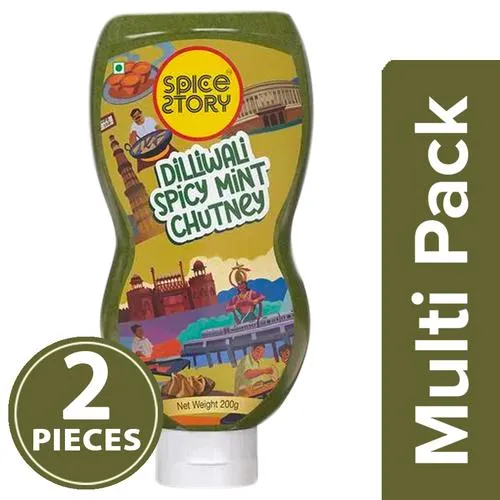 SPICE
STORY
DilliWALi
SPiCY MiNT
CHUTNEY
Net Weight 200g
2
PIECES
Multi Pack